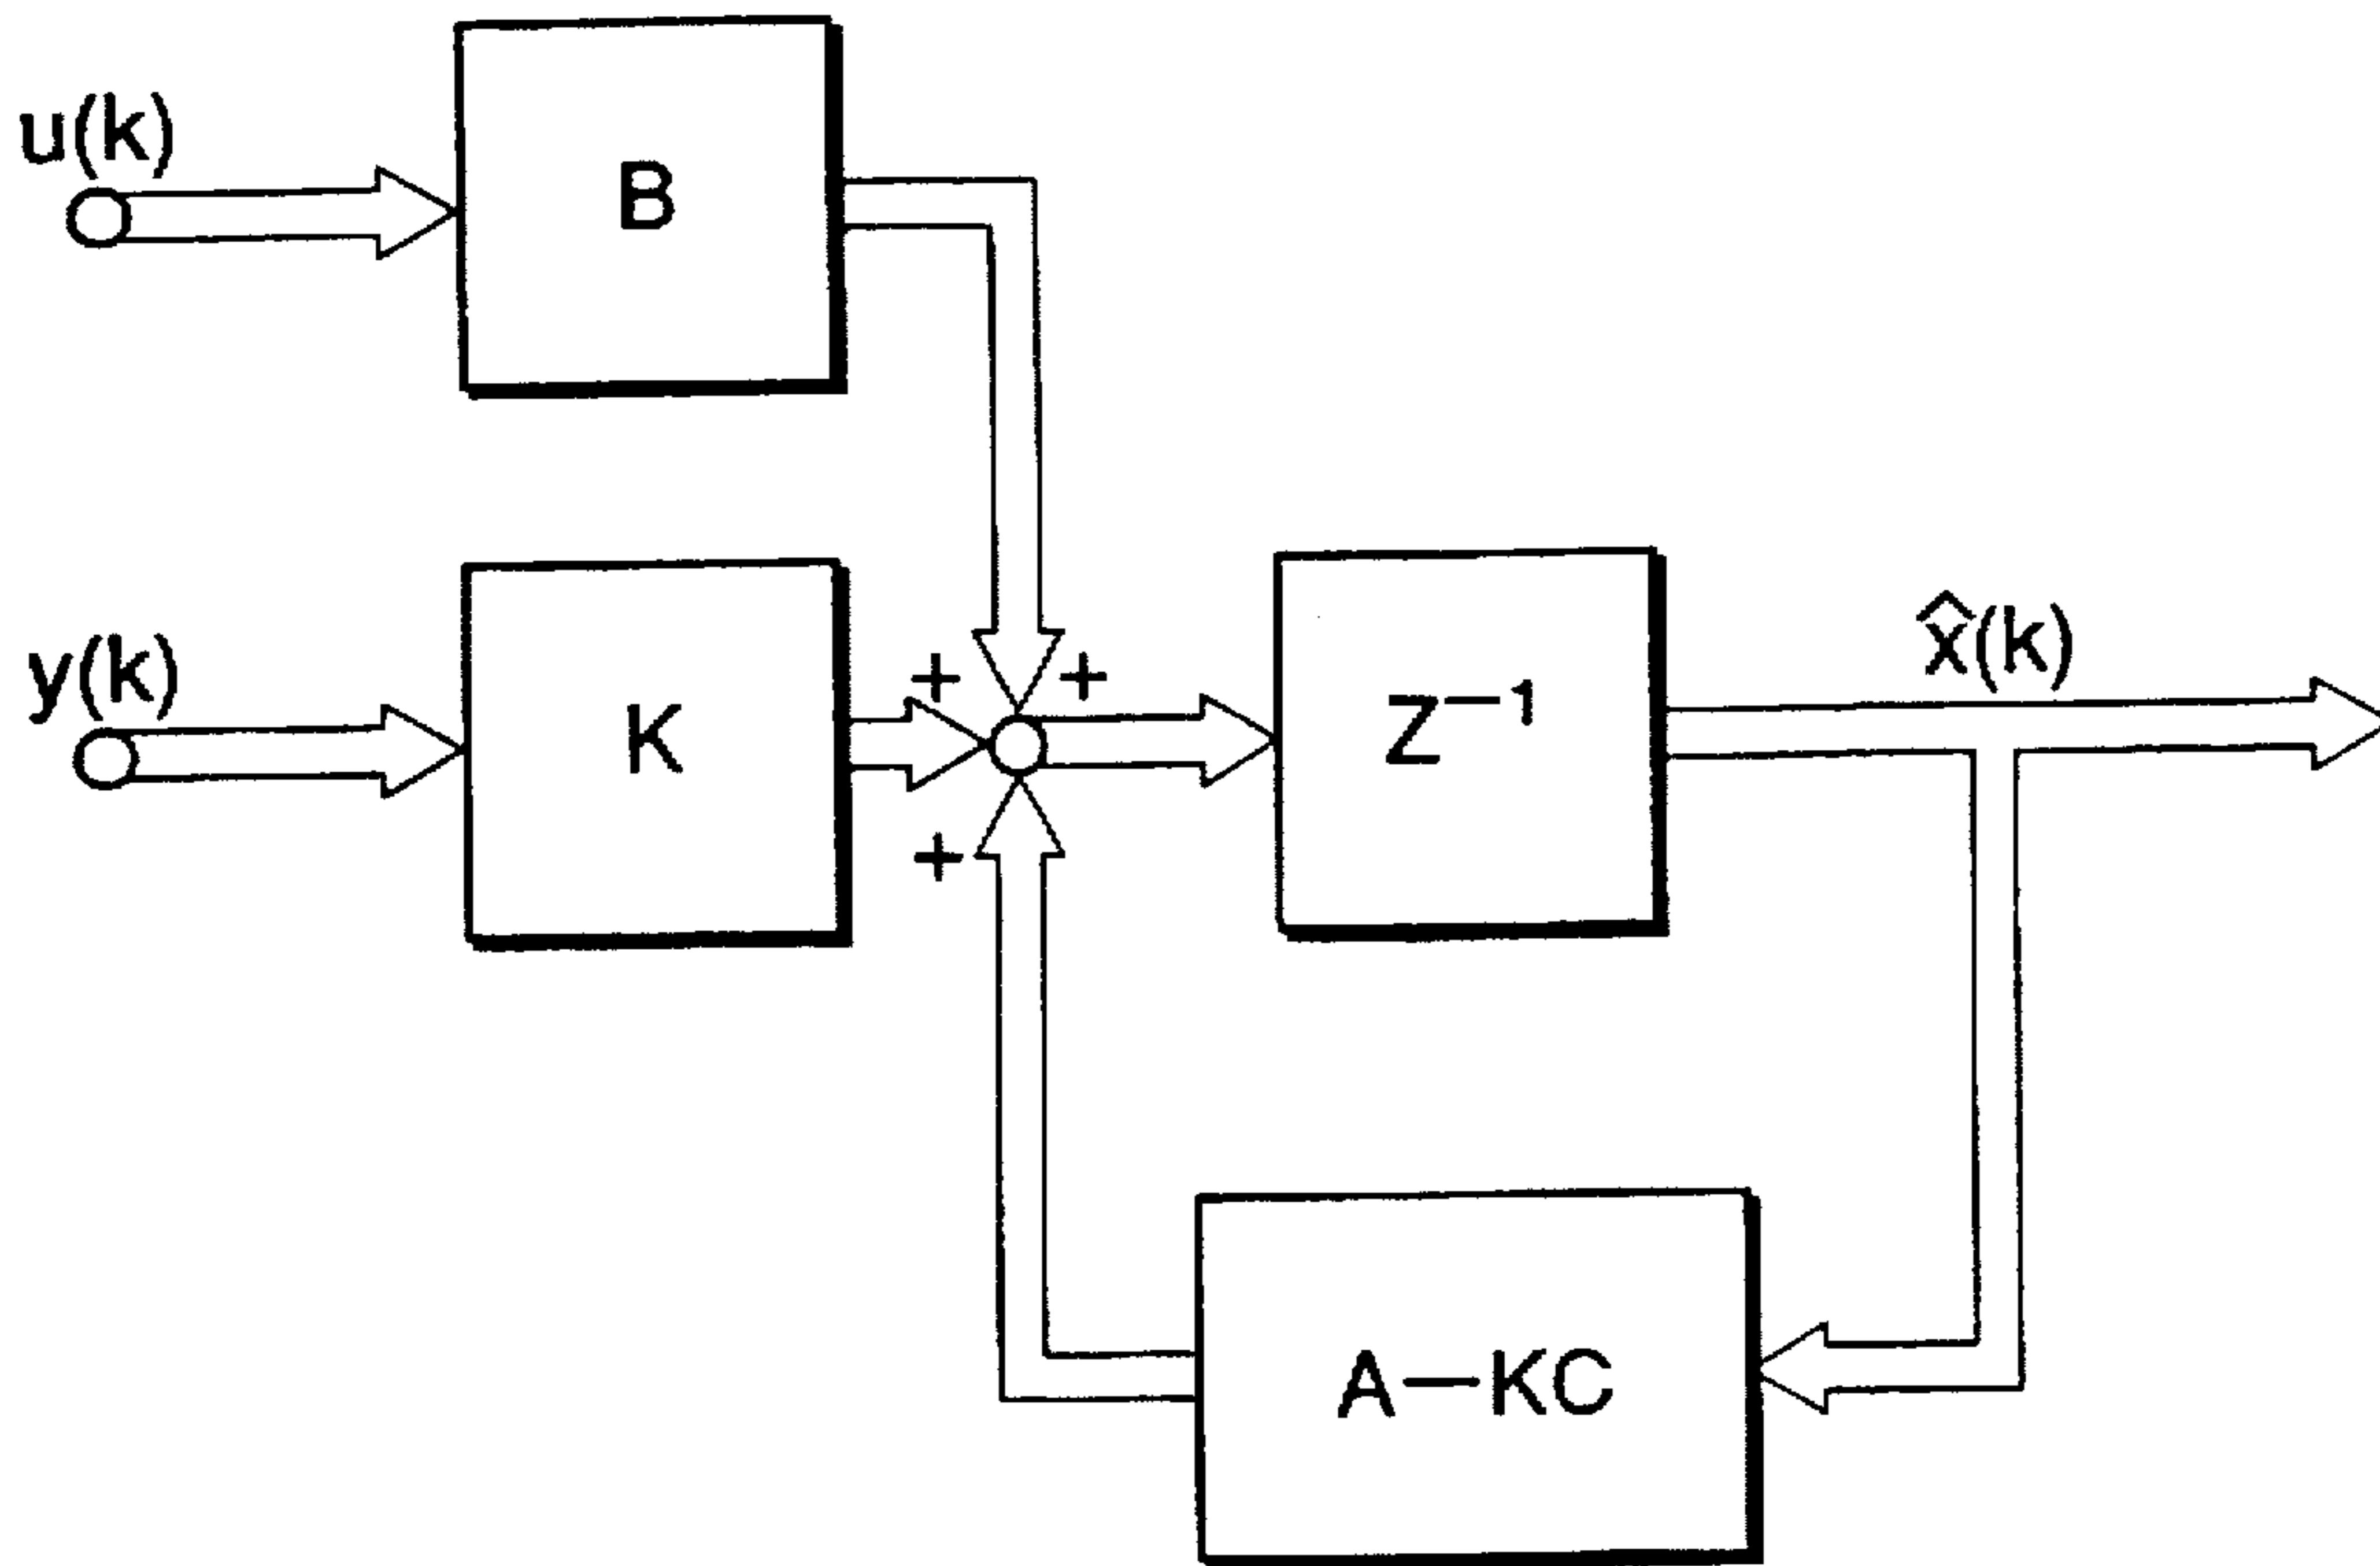 u(k)
B
y(k)
K
+
+
+
Z⁻¹
x̂(k)
A—KC